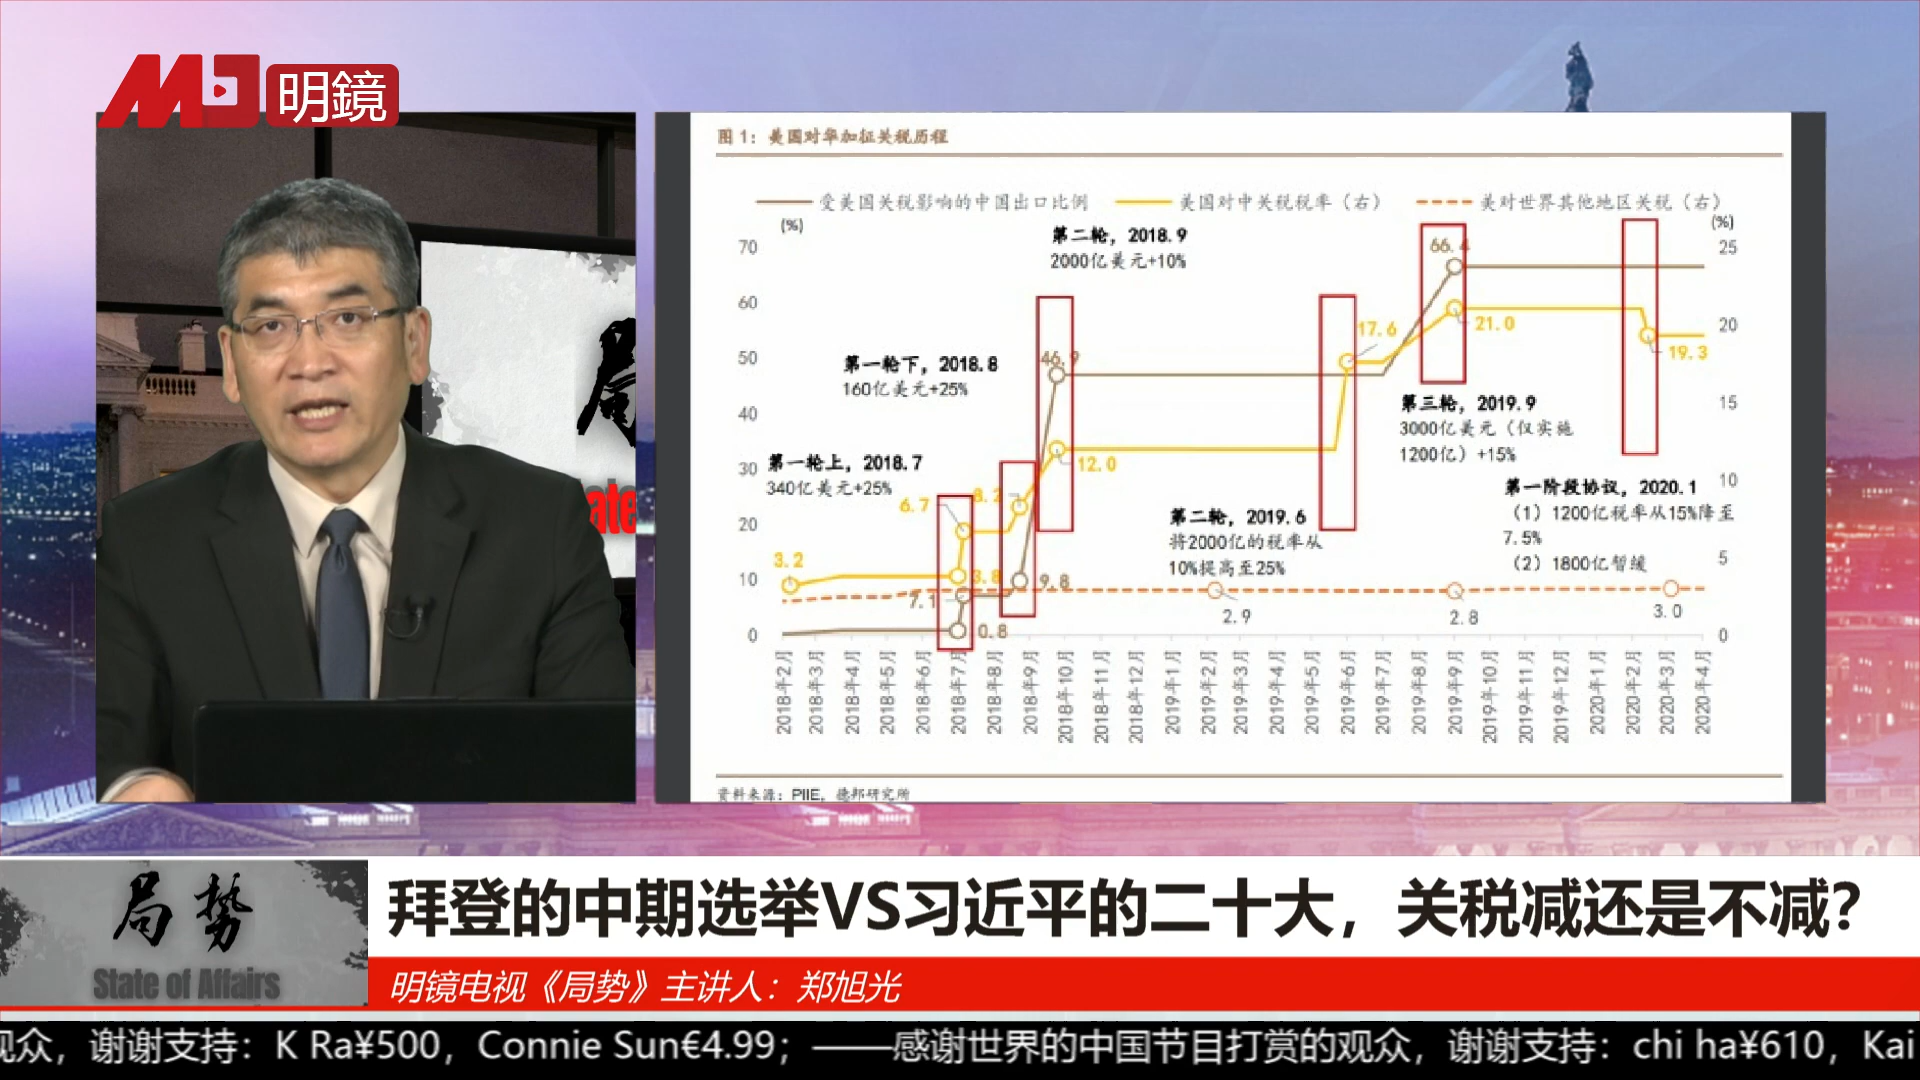 明鏡
图 1：美国对华加征关税历程
受美国关税影响的中国出口比例
美国对中关税税率（右）
美对世界其他地区关税（右）
(%)
(%)
70
60
50
40
30
20
10
0
25
20
15
10
5
0
第一轮上，2018.7
340亿美元+25%
第一轮下，2018.8
160亿美元+25%
第二轮，2018.9
2000亿美元+10%
第二轮，2019.6
将2000亿的税率从
10%提高至25%
第三轮，2019.9
3000亿美元（仅实施
1200亿）+15%
第一阶段协议，2020.1
（1）1200亿税率从15%降至
7.5%
（2）1800亿暂缓
3.2
6.7
3.8
7.1
0.8
8.2
9.8
46.9
12.0
17.6
66.4
21.0
19.3
2.9
2.8
3.0
2018年2月
2018年3月
2018年4月
2018年5月
2018年6月
2018年7月
2018年8月
2018年9月
2018年10月
2018年11月
2018年12月
2019年1月
2019年2月
2019年3月
2019年4月
2019年5月
2019年6月
2019年7月
2019年8月
2019年9月
2019年10月
2019年11月
2019年12月
2020年1月
2020年2月
2020年3月
2020年4月
资料来源：PIIE，德邦研究所
局
ate
局势
State of Affairs
拜登的中期选举VS习近平的二十大，关税减还是不减？
明镜电视《局势》主讲人：郑旭光
观众，谢谢支持：K Ra¥500，Connie Sun€4.99；——感谢世界的中国节目打赏的观众，谢谢支持：chi ha¥610，Kai